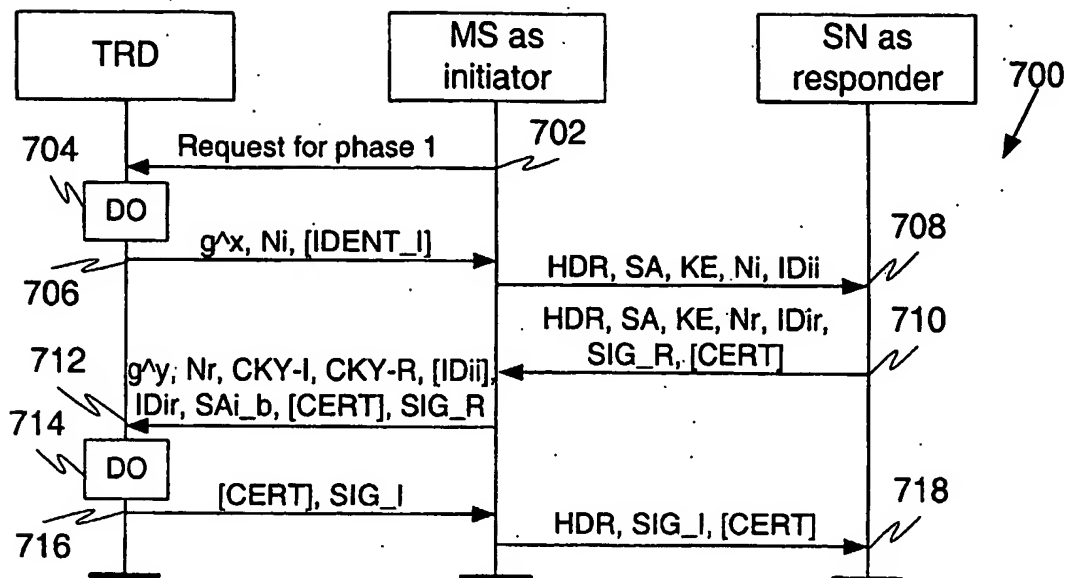 TRD
MS as
initiator
SN as
responder
700
702
Request for phase 1
704
DO
g^x, Ni, [IDENT_I]
706
708
HDR, SA, KE, Ni, IDii
HDR, SA, KE, Nr, IDir,
SIG_R, [CERT]
710
712
g^y, Nr, CKY-I, CKY-R, [IDii],
IDir, SAi_b, [CERT], SIG_R
714
DO
[CERT], SIG_I
716
718
HDR, SIG_I, [CERT]